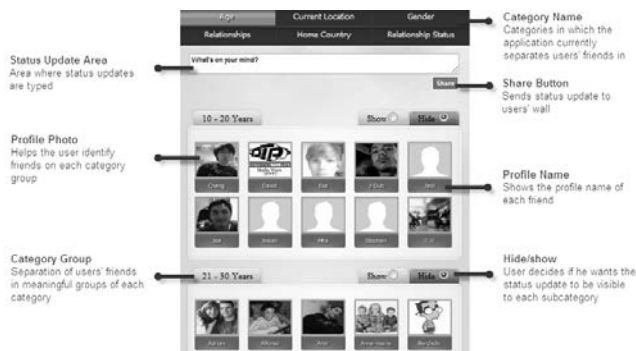 Age Current Location Gender
Relationships Home Country Relationship Status
Category Name
Categories in which the
application currently
separates users' friends in
Status Update Area
Area where status updates
are typed
What's on your mind?
Share
Share Button
Sends status update to
users' wall
10 - 20 Years Show Hide
Profile Photo
Helps the user identify
friends on each category
group
David
Profile Name
Shows the profile name of
each friend
Category Group
Separation of users' friends
in meaningful groups of each
category
21 - 30 Years Show Hide
Hide/show
User decides if he wants the
status update to be visible
to each subcategory